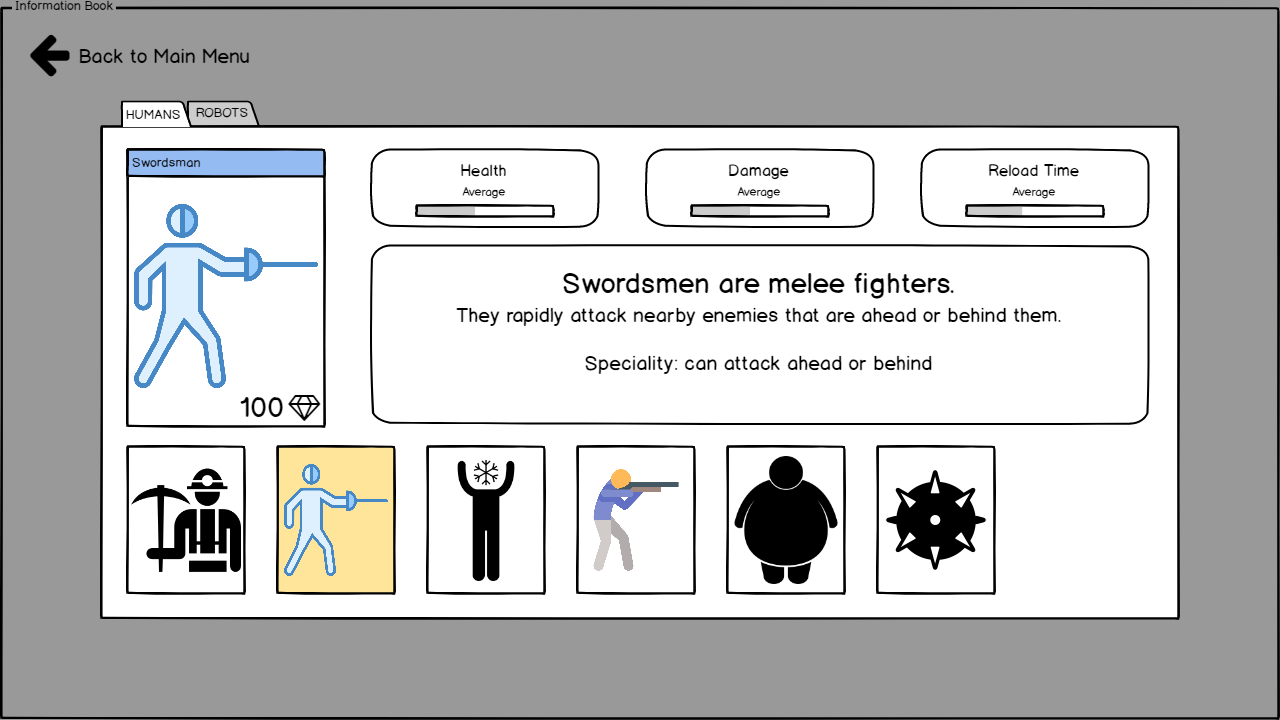 Information Book
Back to Main Menu
HUMANS
ROBOTS
Swordsman
100
Health
Average
Damage
Average
Reload Time
Average
Swordsmen are melee fighters.
They rapidly attack nearby enemies that are ahead or behind them.
Speciality: can attack ahead or behind